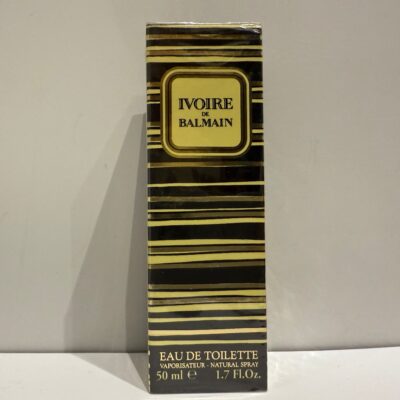 IVOIRE
DE
BALMAIN
EAU DE TOILETTE
VAPORISATEUR - NATURAL SPRAY
50 ml ℮ 1.7 Fl.Oz.